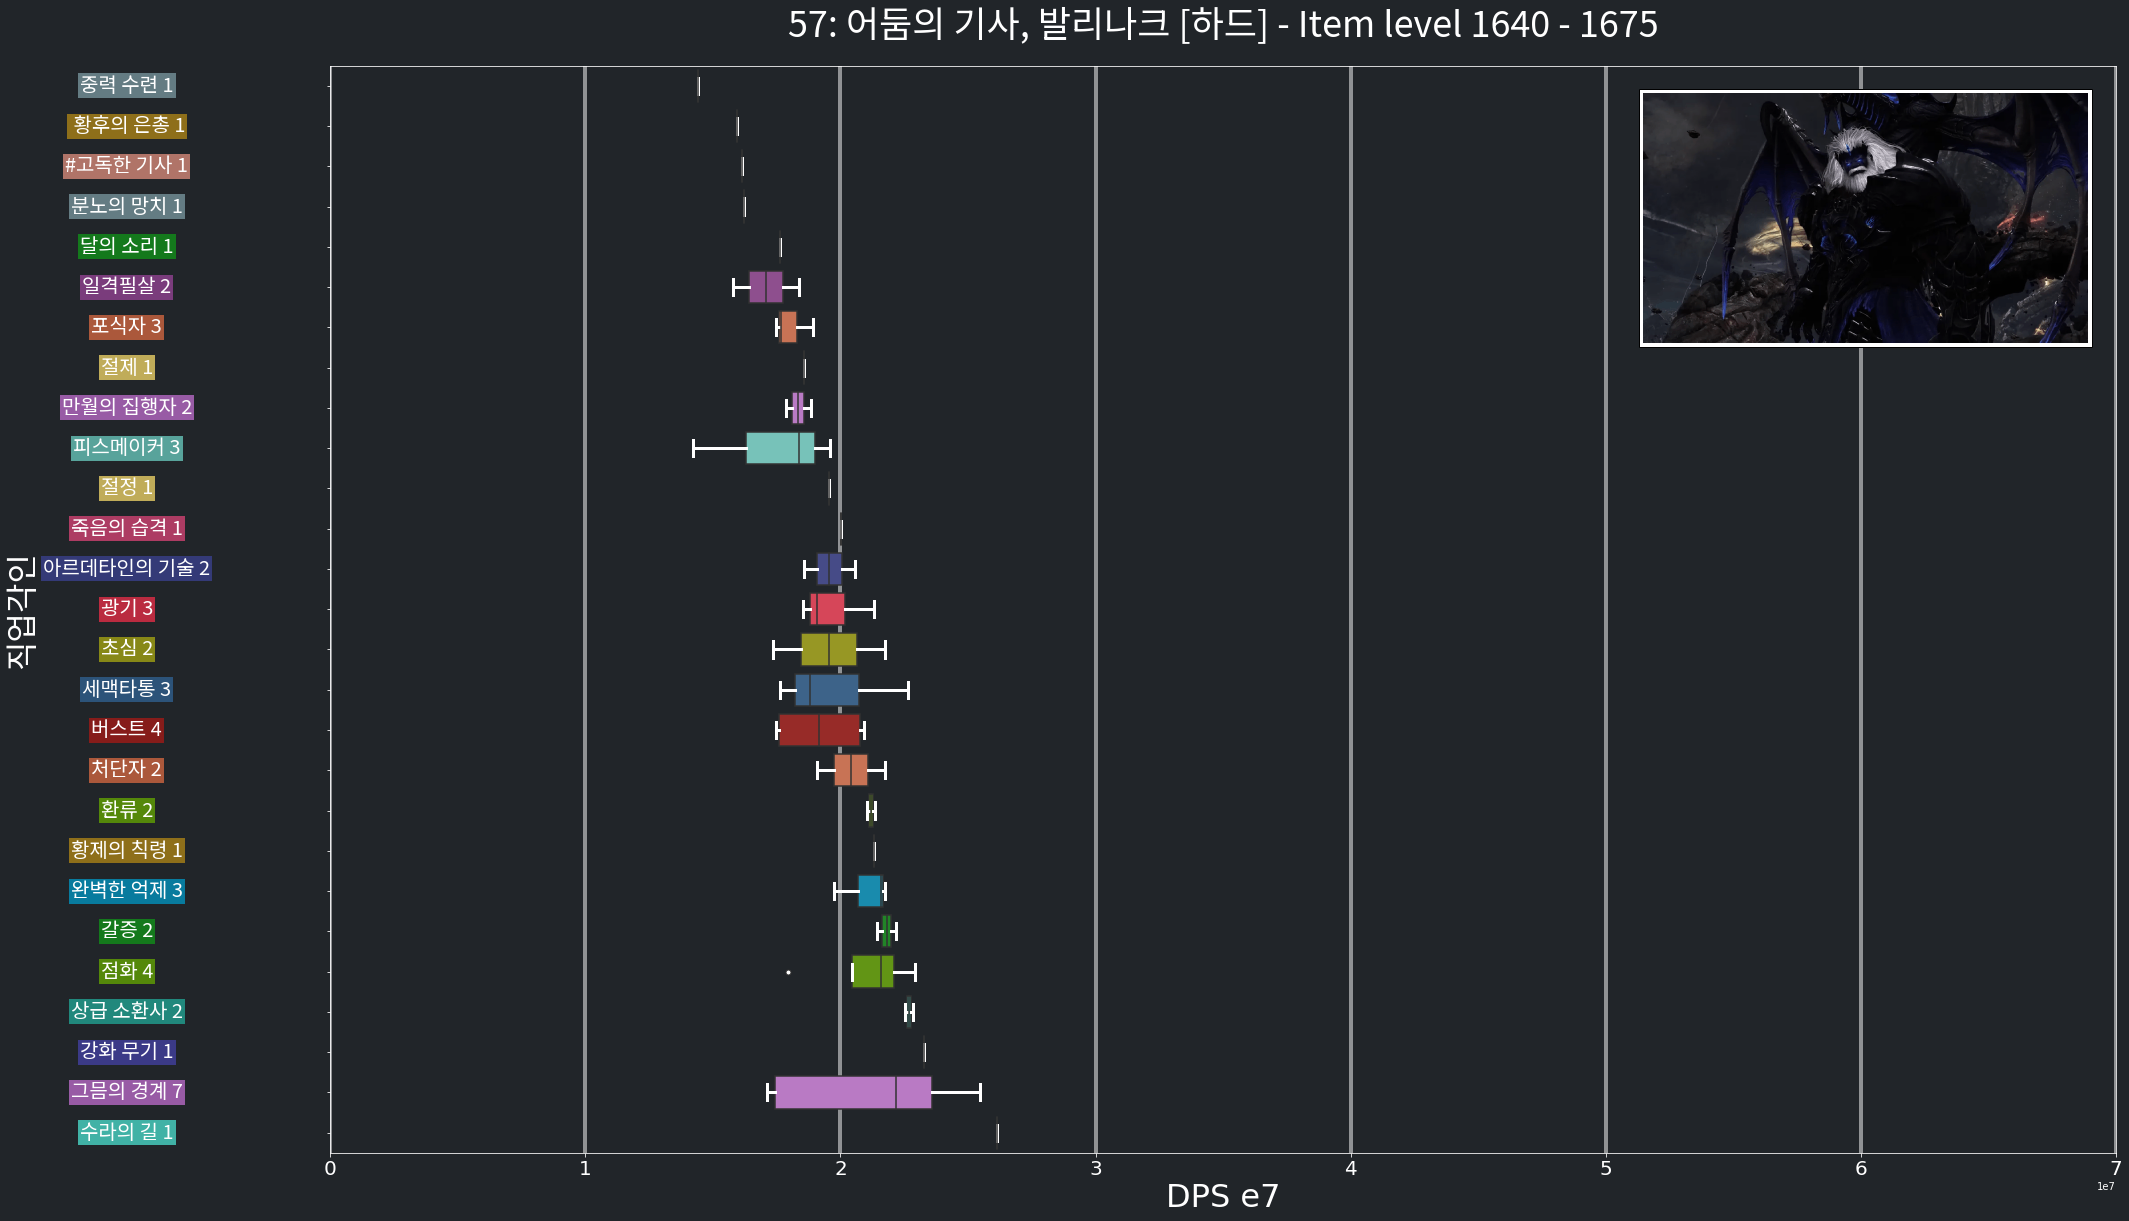 57: 어둠의 기사, 발리나크 [하드] - Item level 1640 - 1675
직업각인
중력 수련 1
황후의 은총 1
#고독한 기사 1
분노의 망치 1
달의 소리 1
일격필살 2
포식자 3
절제 1
만월의 집행자 2
피스메이커 3
절정 1
죽음의 습격 1
아르데타인의 기술 2
광기 3
초심 2
세맥타통 3
버스트 4
처단자 2
환류 2
황제의 칙령 1
완벽한 억제 3
갈증 2
점화 4
상급 소환사 2
강화 무기 1
그믐의 경계 7
수라의 길 1
0 1 2 3 4 5 6 7
1e7
DPS e7